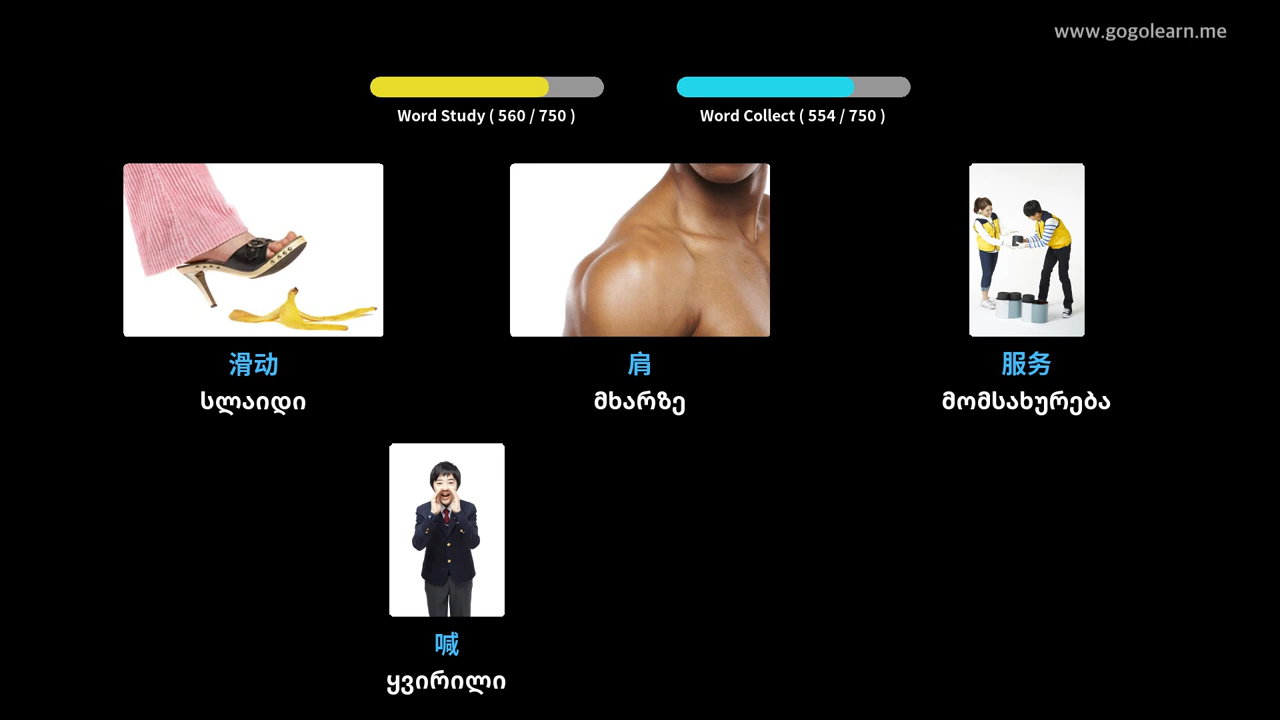 www.gogolearn.me
Word Study ( 560 / 750 )
Word Collect ( 554 / 750 )
滑动
სლაიდი
肩
მხარზე
服务
მომსახურება
喊
ყვირილი